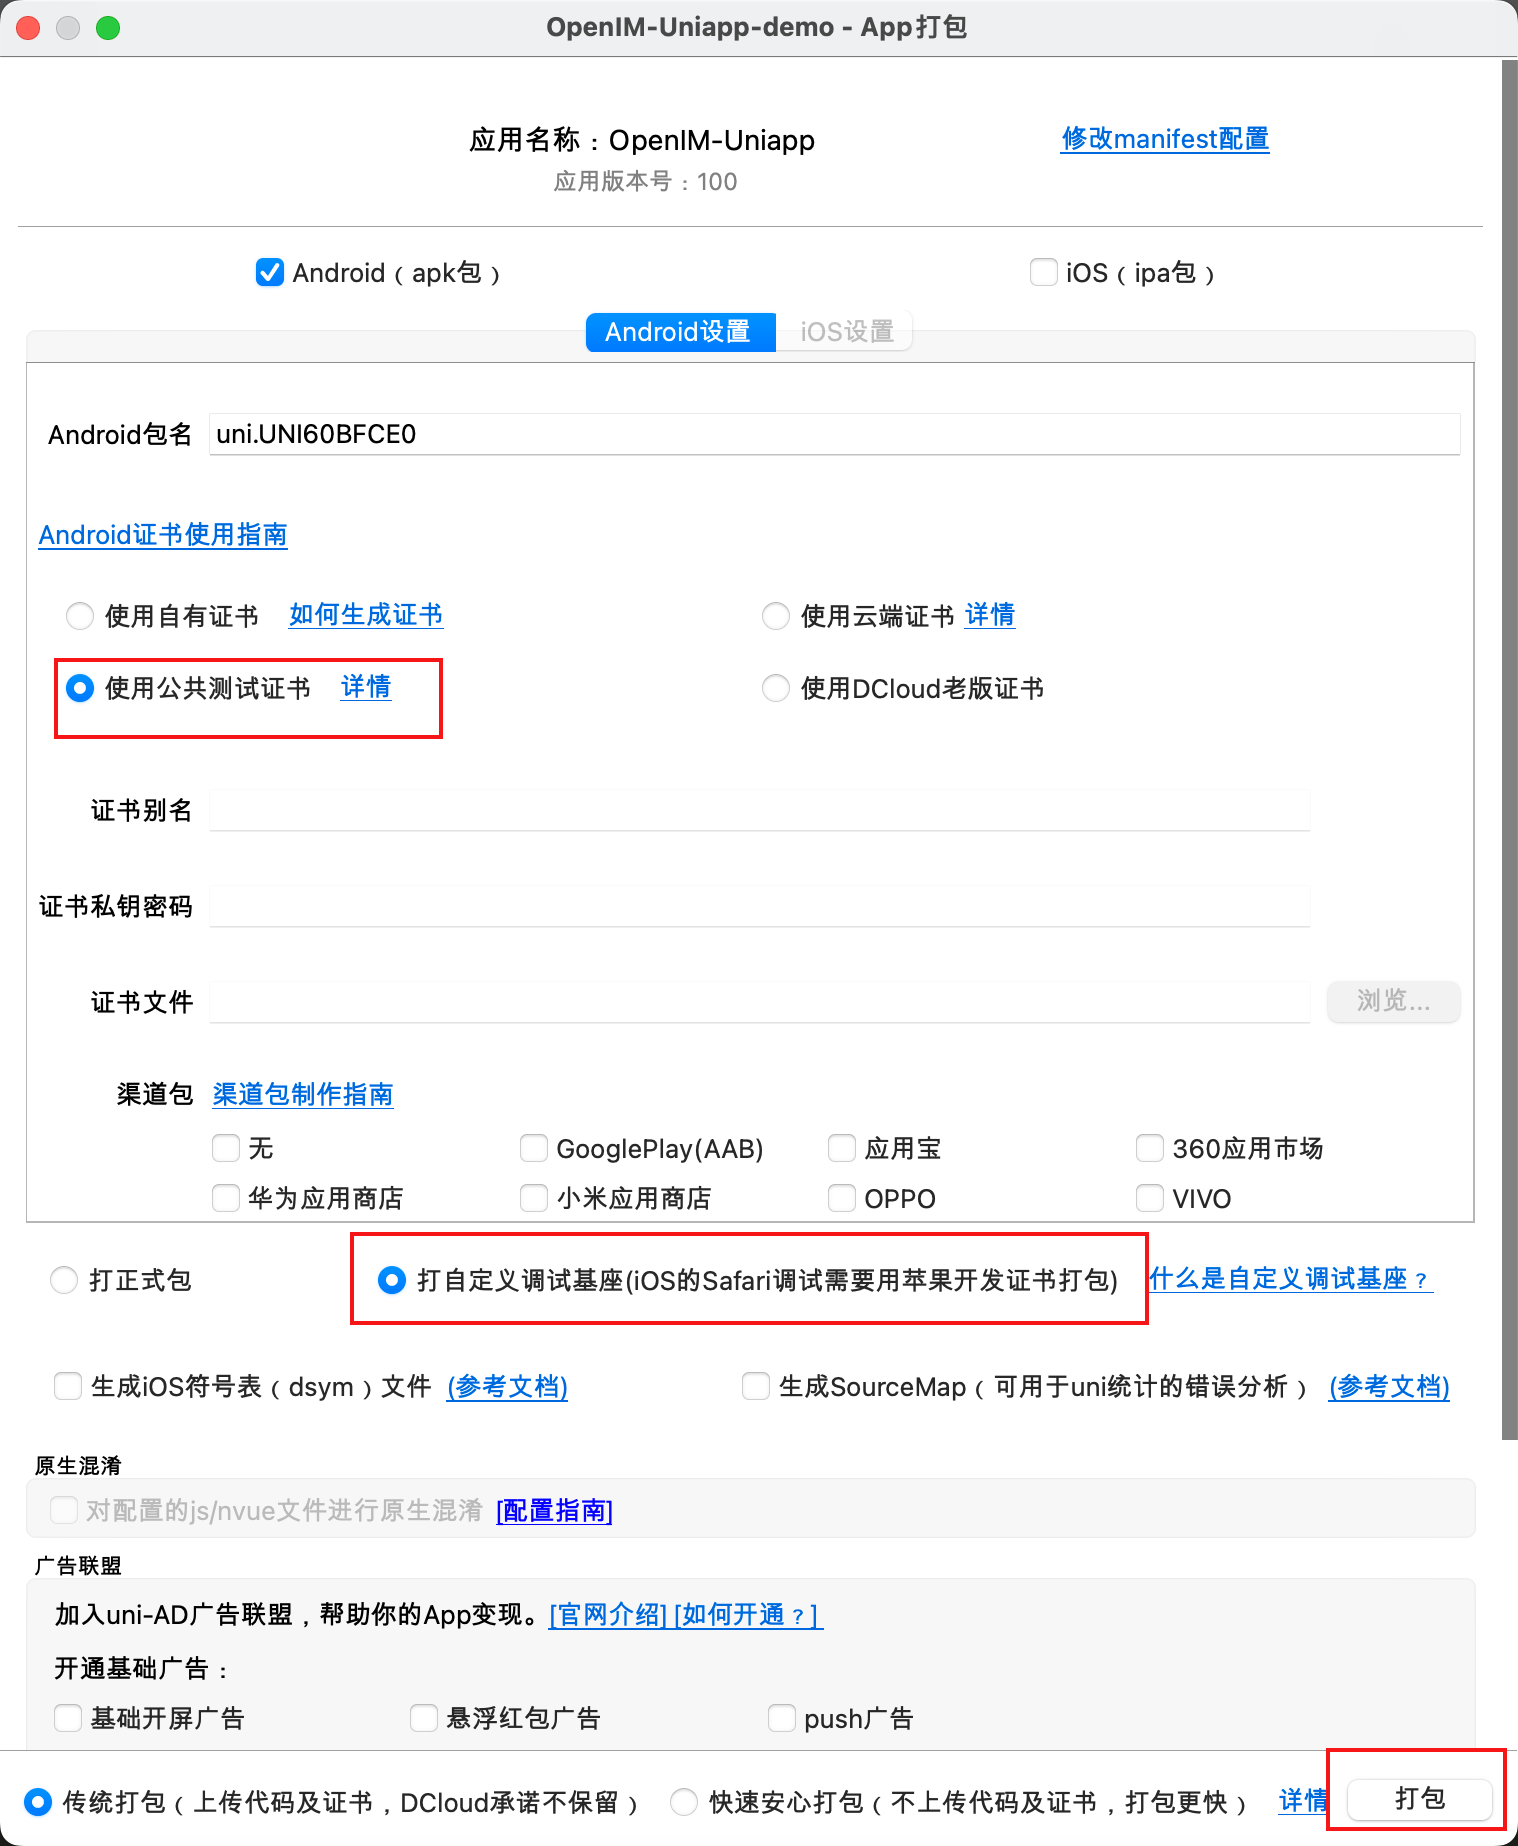 OpenIM-Uniapp-demo - App打包
应用名称：OpenIM-Uniapp 修改manifest配置
应用版本号：100
Android（apk包） iOS（ipa包）
Android设置 iOS设置
Android包名 uni.UNI60BFCE0
Android证书使用指南
使用自有证书 如何生成证书 使用云端证书 详情
使用公共测试证书 详情 使用DCloud老版证书
证书别名
证书私钥密码
证书文件 浏览...
渠道包 渠道包制作指南
无 GooglePlay(AAB) 应用宝 360应用市场
华为应用商店 小米应用商店 OPPO VIVO
打正式包 打自定义调试基座(iOS的Safari调试需要用苹果开发证书打包) 什么是自定义调试基座？
生成iOS符号表（dsym）文件 (参考文档) 生成SourceMap（可用于uni统计的错误分析） (参考文档)
原生混淆
对配置的js/nvue文件进行原生混淆 [配置指南]
广告联盟
加入uni-AD广告联盟，帮助你的App变现。[官网介绍] [如何开通？]
开通基础广告：
基础开屏广告 悬浮红包广告 push广告
传统打包（上传代码及证书，DCloud承诺不保留） 快速安心打包（不上传代码及证书，打包更快） 详情 打包